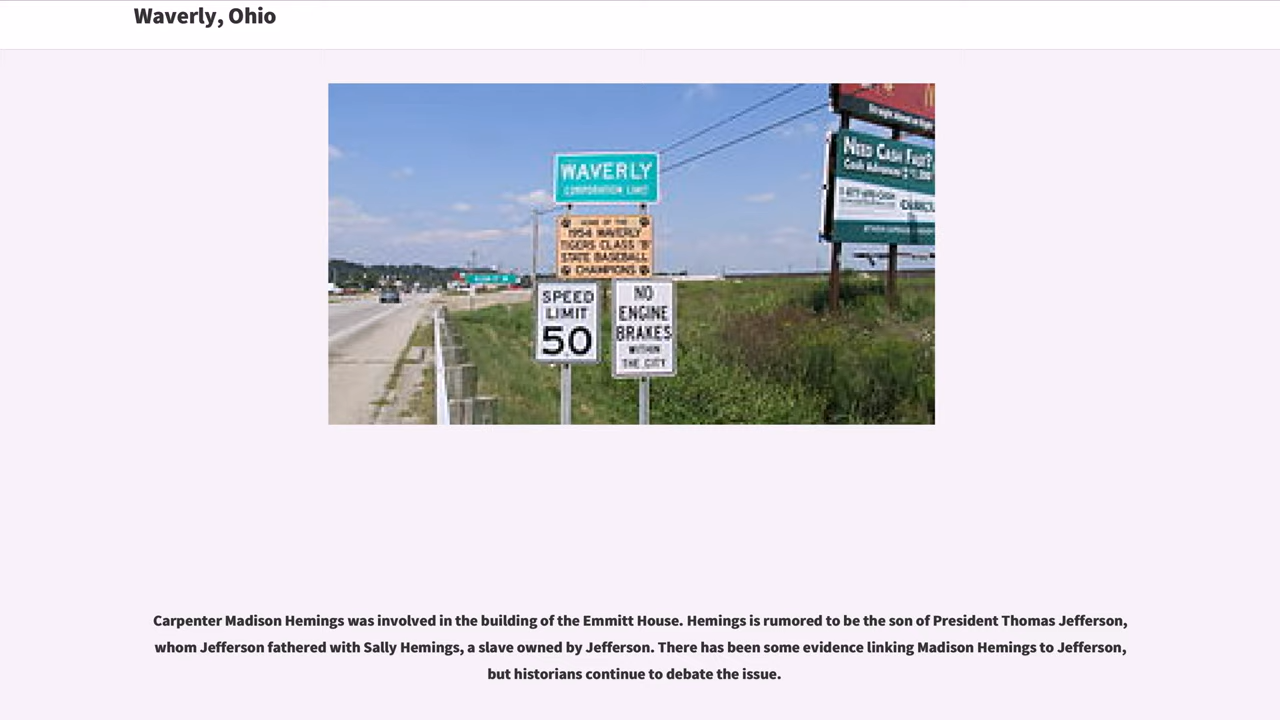 Waverly, Ohio
WAVERLY
CORPORATION LIMIT
HOME OF THE
1954 WAVERLY
TIGERS CLASS 'B'
STATE BASEBALL
CHAMPIONS
SPEED
LIMIT
50
NO
ENGINE
BRAKES
WITHIN
THE CITY
NEED CASH FAST?
Cash Advances
Carpenter Madison Hemings was involved in the building of the Emmitt House. Hemings is rumored to be the son of President Thomas Jefferson,
whom Jefferson fathered with Sally Hemings, a slave owned by Jefferson. There has been some evidence linking Madison Hemings to Jefferson,
but historians continue to debate the issue.